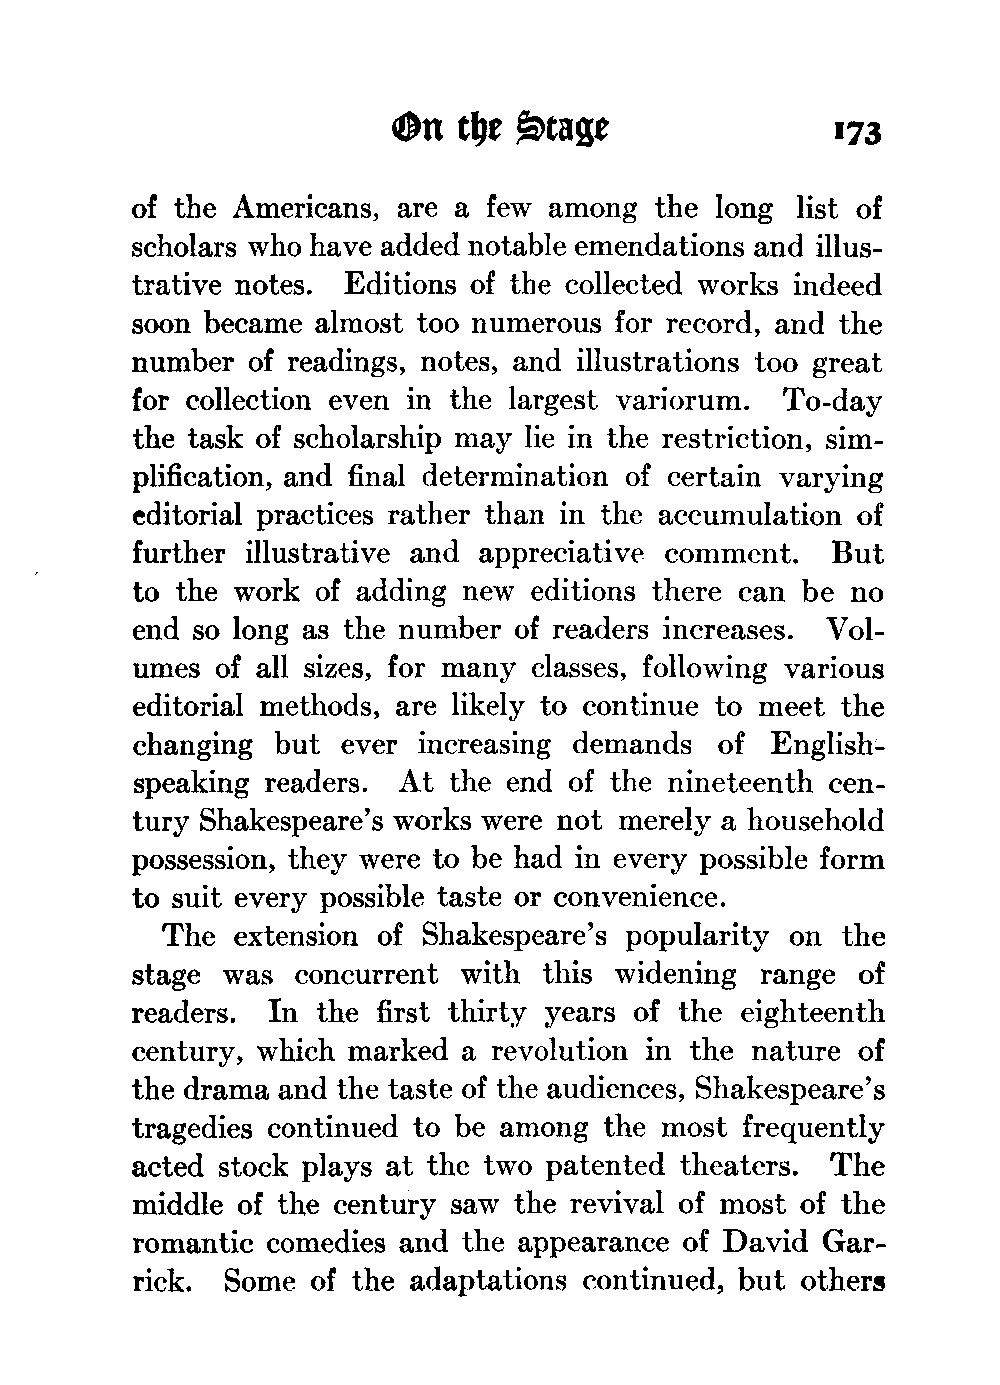 On the Stage 173
of the Americans, are a few among the long list of
scholars who have added notable emendations and illus-
trative notes. Editions of the collected works indeed
soon became almost too numerous for record, and the
number of readings, notes, and illustrations too great
for collection even in the largest variorum. To-day
the task of scholarship may lie in the restriction, sim-
plification, and final determination of certain varying
editorial practices rather than in the accumulation of
further illustrative and appreciative comment. But
to the work of adding new editions there can be no
end so long as the number of readers increases. Vol-
umes of all sizes, for many classes, following various
editorial methods, are likely to continue to meet the
changing but ever increasing demands of English-
speaking readers. At the end of the nineteenth cen-
tury Shakespeare's works were not merely a household
possession, they were to be had in every possible form
to suit every possible taste or convenience.
The extension of Shakespeare's popularity on the
stage was concurrent with this widening range of
readers. In the first thirty years of the eighteenth
century, which marked a revolution in the nature of
the drama and the taste of the audiences, Shakespeare's
tragedies continued to be among the most frequently
acted stock plays at the two patented theaters. The
middle of the century saw the revival of most of the
romantic comedies and the appearance of David Gar-
rick. Some of the adaptations continued, but others